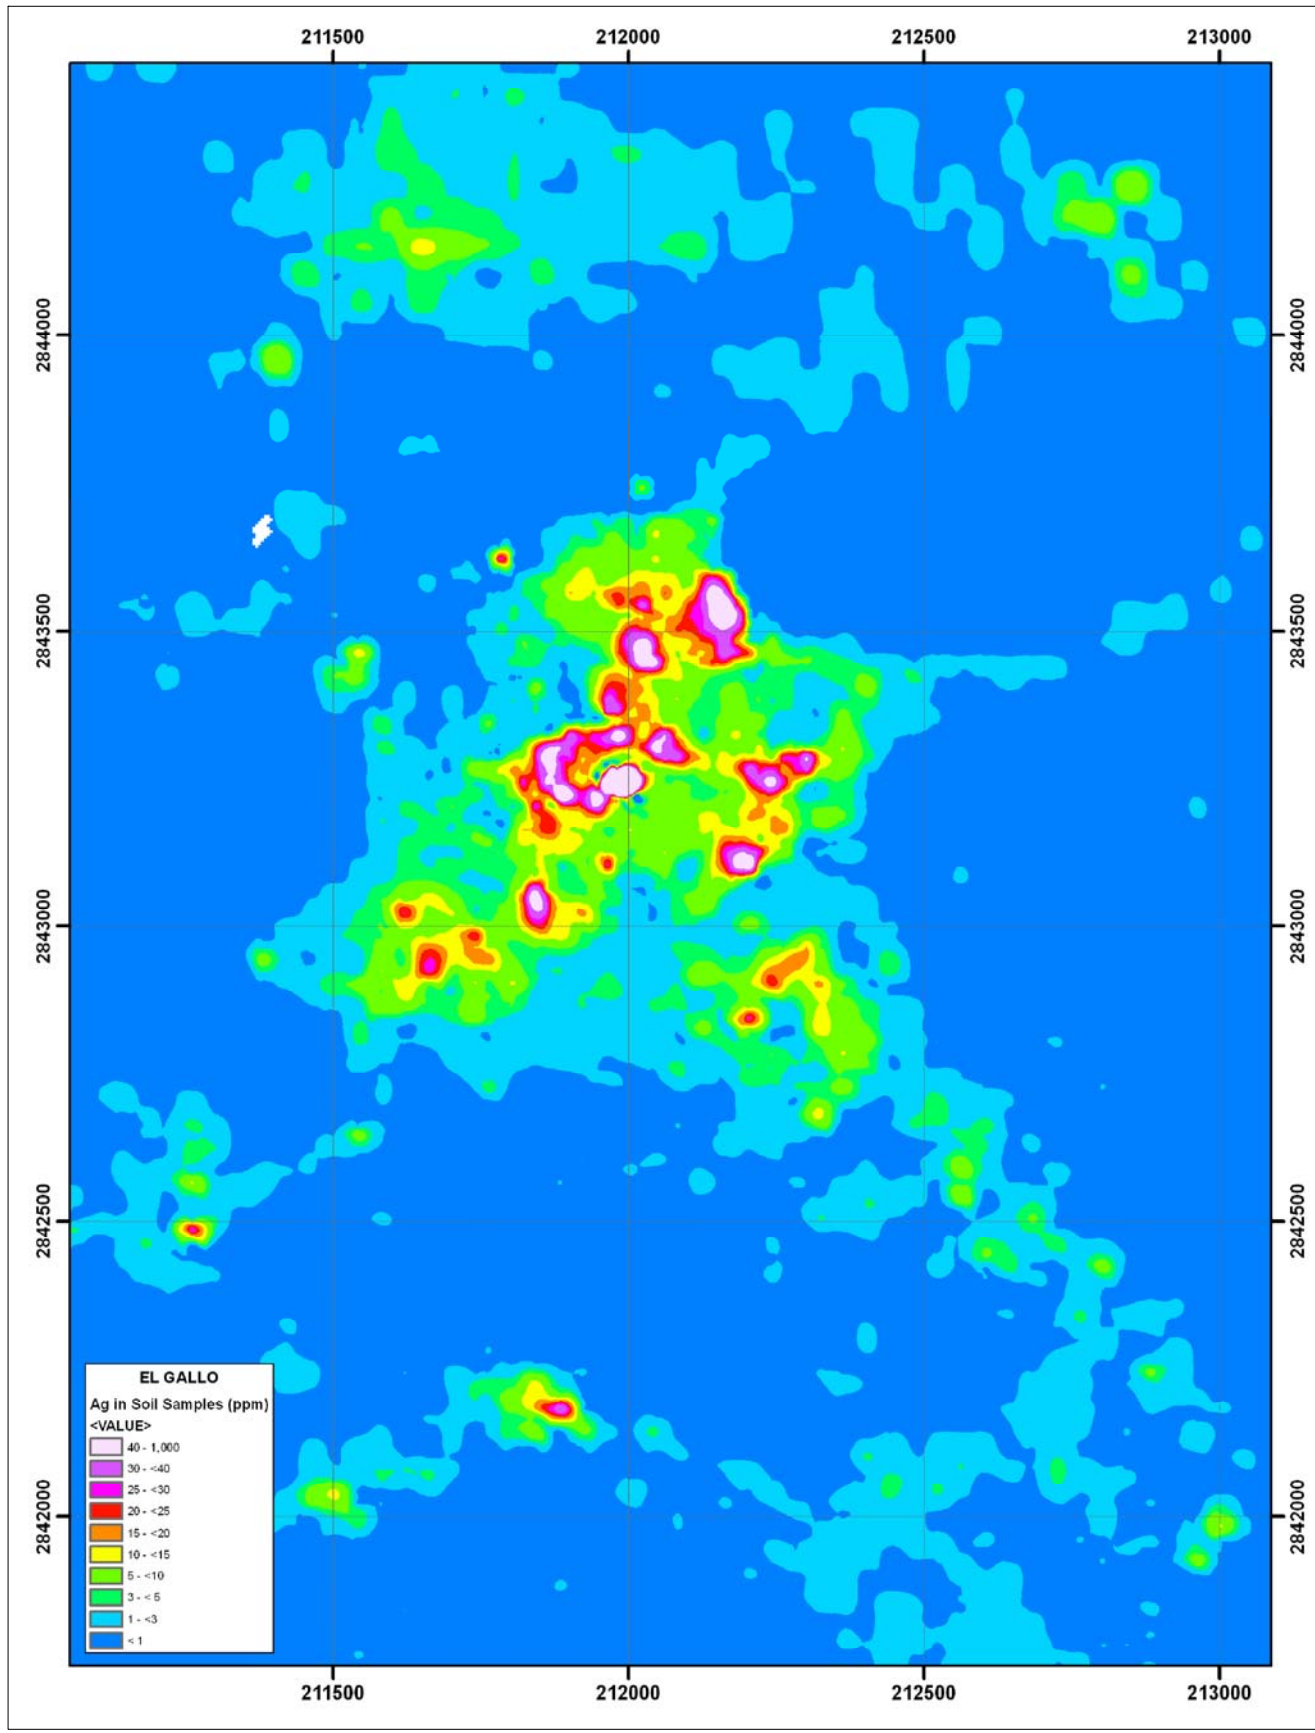 211500 212000 212500 213000
2844000 2844000
2843500 2843500
2843000 2843000
2842500 2842500
2842000 2842000
EL GALLO
Ag in Soil Samples (ppm)
<VALUE>
40 - 1,000
30 - <40
25 - <30
20 - <25
15 - <20
10 - <15
5 - <10
3 - < 5
1 - <3
< 1
211500 212000 212500 213000